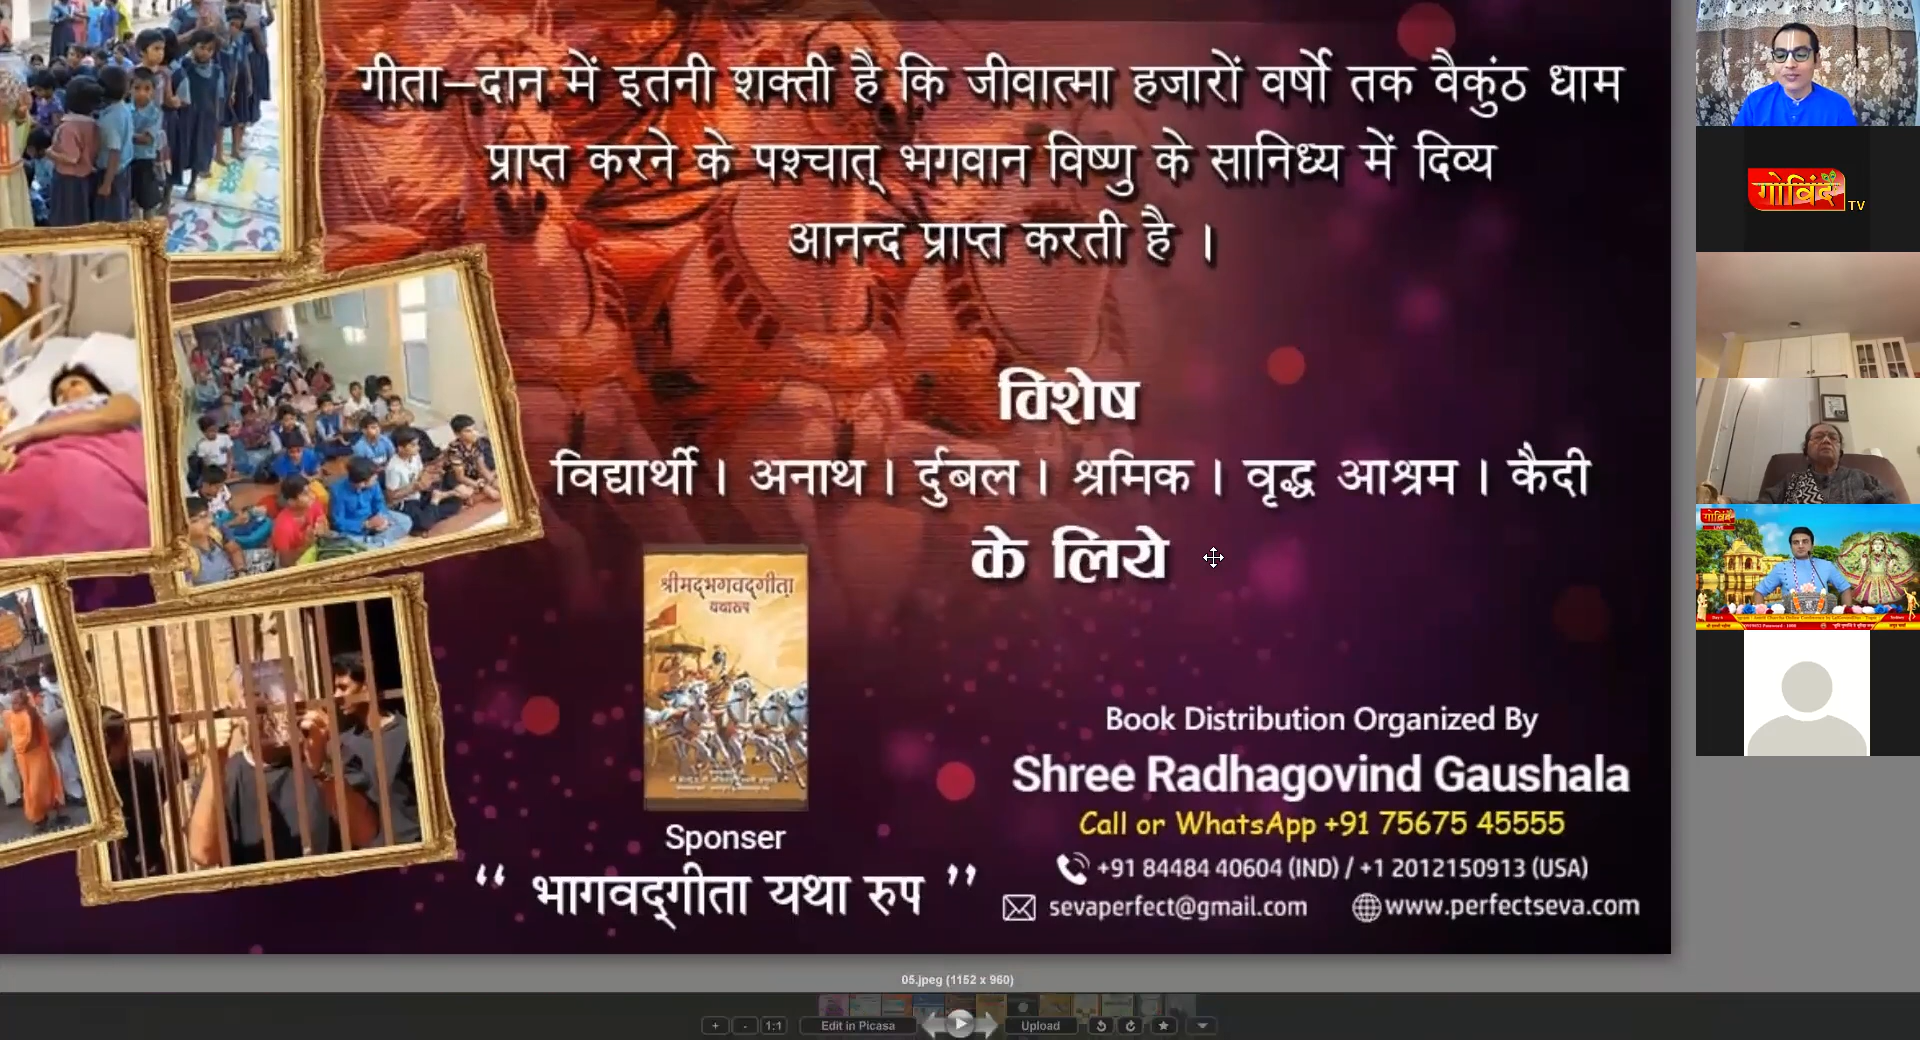 गीता–दान में इतनी शक्ती है कि जीवात्मा हजारों वर्षो तक वैकुंठ धाम
प्राप्त करने के पश्चात् भगवान विष्णु के सानिध्य में दिव्य
आनन्द प्राप्त करती है ।
विशेष
विद्यार्थी । अनाथ । र्दुबल । श्रमिक । वृद्ध आश्रम । कैदी
के लिये
श्रीमद्भगवद्गीता
यथारुप
Sponser
“ भागवद्गीता यथा रुप ”
Book Distribution Organized By
Shree Radhagovind Gaushala
Call or WhatsApp +91 75675 45555
+91 84484 40604 (IND) / +1 2012150913 (USA)
sevaperfect@gmail.com www.perfectseva.com
05.jpeg (1152 x 960)
+ - 1:1 Edit in Picasa Upload
गोविंद TV
गोविंद